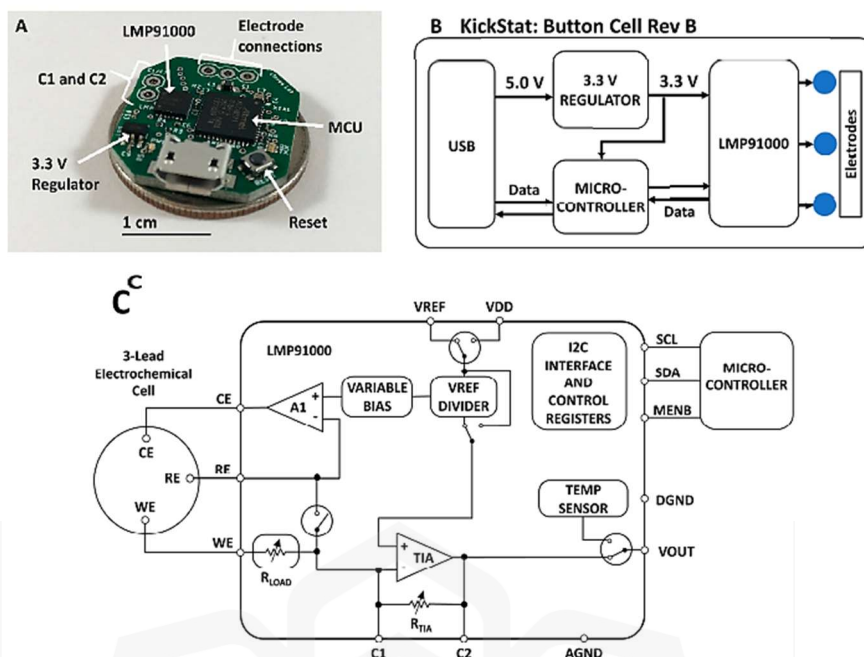 A
LMP91000
Electrode
connections
C1 and C2
MCU
3.3 V
Regulator
Reset
1 cm
B KickStat: Button Cell Rev B
USB
5.0 V
3.3 V
REGULATOR
3.3 V
LMP91000
Electrodes
Data
MICRO-
CONTROLLER
Data
C C
VREF
VDD
LMP91000
3-Lead
Electrochemical
Cell
CE
A1
+
-
VARIABLE
BIAS
VREF
DIVIDER
I2C
INTERFACE
AND
CONTROL
REGISTERS
SCL
SDA
MENB
MICRO-
CONTROLLER
CE
RE
RE
WE
WE
RLOAD
+
-
TIA
RTIA
TEMP
SENSOR
DGND
VOUT
C1
C2
AGND